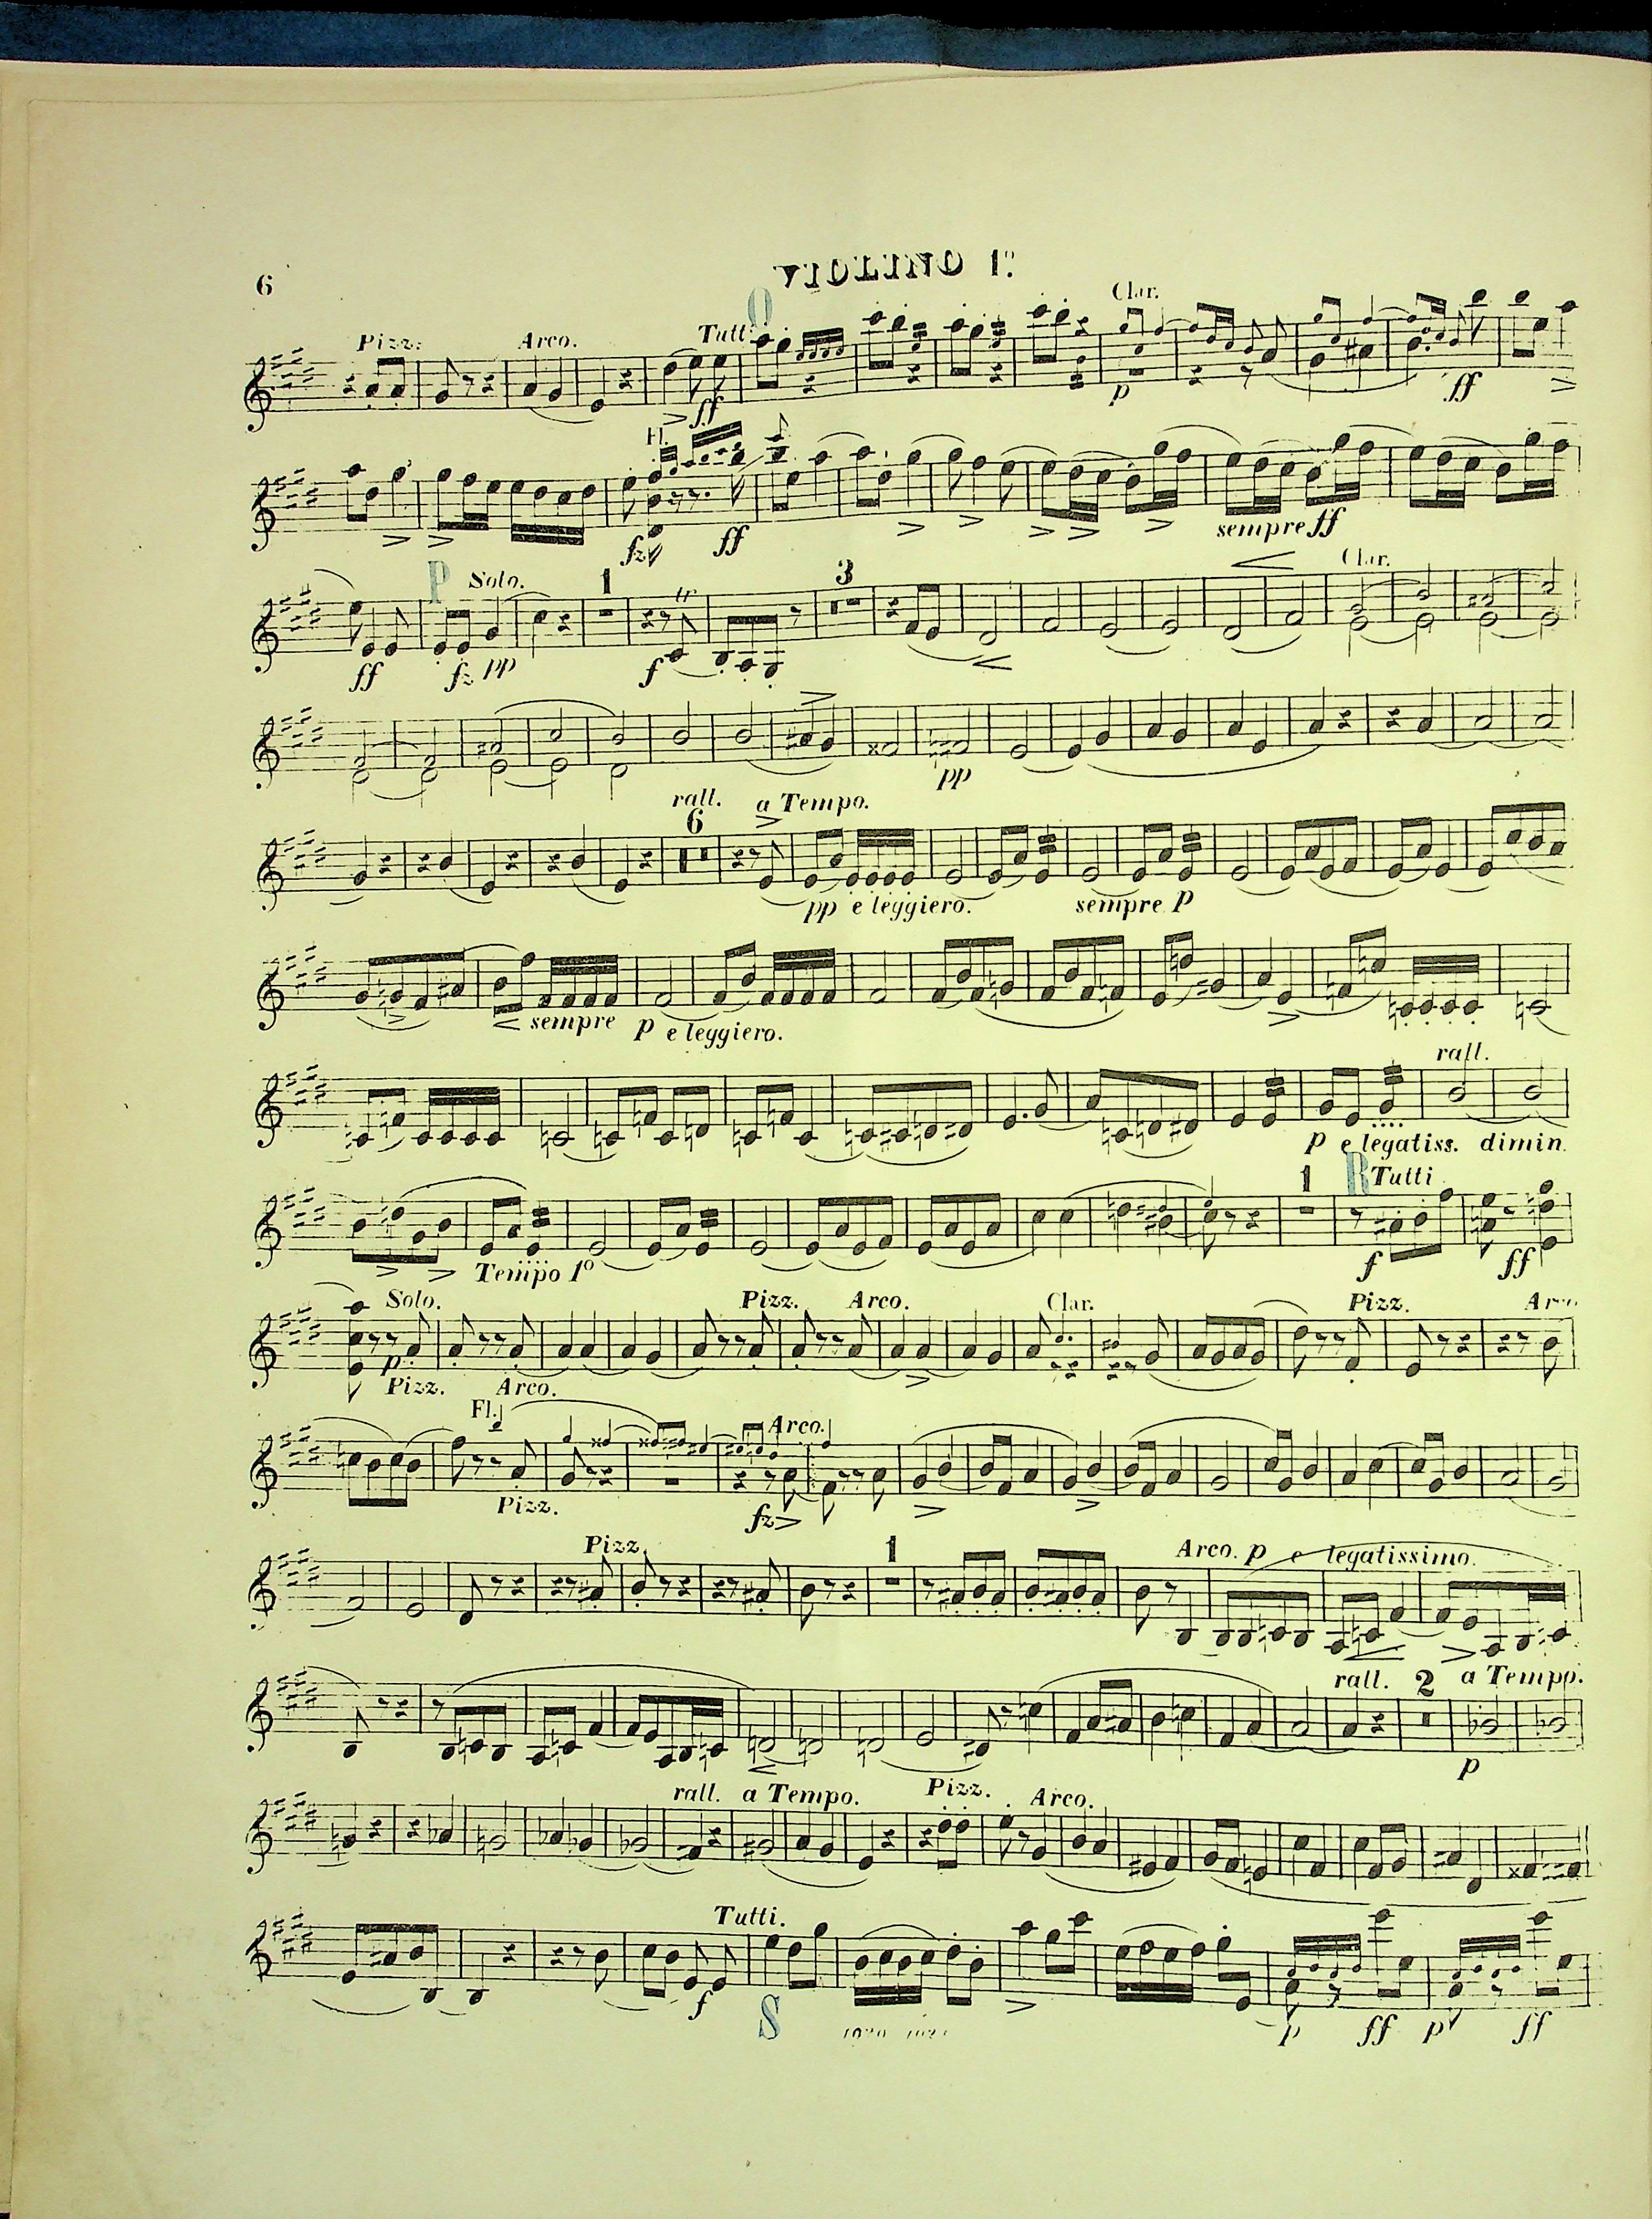 VIOLINO 1º.
6
Clar.
O
Pizz: Arco. Tutti
p ff
ff
Fl.
fz ff sempre ff
P Solo. 1 tr 3 Clar.
ff fz pp f
pp
rall. a Tempo.
6
pp e leggiero. sempre p
sempre p e leggiero.
rall.
p e legatiss. dimin.
1 R Tutti
Tempo 1º f ff
Solo. Pizz. Arco. Clar. Pizz. Arco
p
Pizz. Arco.
Fl. Arco.
Pizz. fz
Pizz. 1 Arco. p e legatissimo.
rall. 2 a Tempo.
p
rall. a Tempo. Pizz. Arco.
Tutti.
f p ff p ff
S